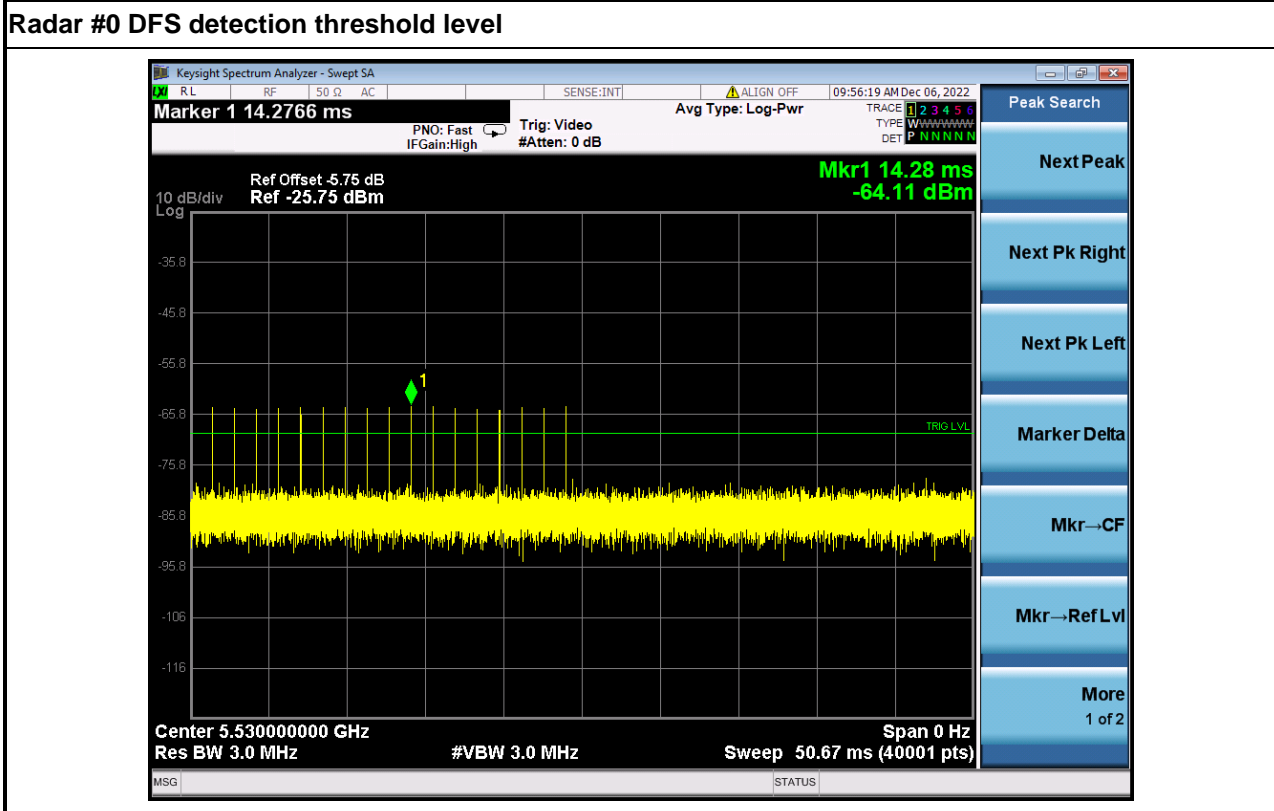 Radar #0 DFS detection threshold level
Keysight Spectrum Analyzer - Swept SA
LXI RL RF 50 Ω AC SENSE:INT ALIGN OFF 09:56:19 AM Dec 06, 2022
Marker 1 14.2766 ms
PNO: Fast
IFGain:High
Trig: Video
#Atten: 0 dB
Avg Type: Log-Pwr
TRACE 1 2 3 4 5 6
TYPE WWWWWW
DET P N N N N N
Ref Offset -5.75 dB
10 dB/div Ref -25.75 dBm
Log
Mkr1 14.28 ms
-64.11 dBm
-35.8
-45.8
-55.8
1
-65.8
TRIG LVL
-75.8
-85.8
-95.8
-106
-116
Center 5.530000000 GHz Span 0 Hz
Res BW 3.0 MHz #VBW 3.0 MHz Sweep 50.67 ms (40001 pts)
MSG STATUS
Peak Search
Next Peak
Next Pk Right
Next Pk Left
Marker Delta
Mkr→CF
Mkr→Ref Lvl
More
1 of 2